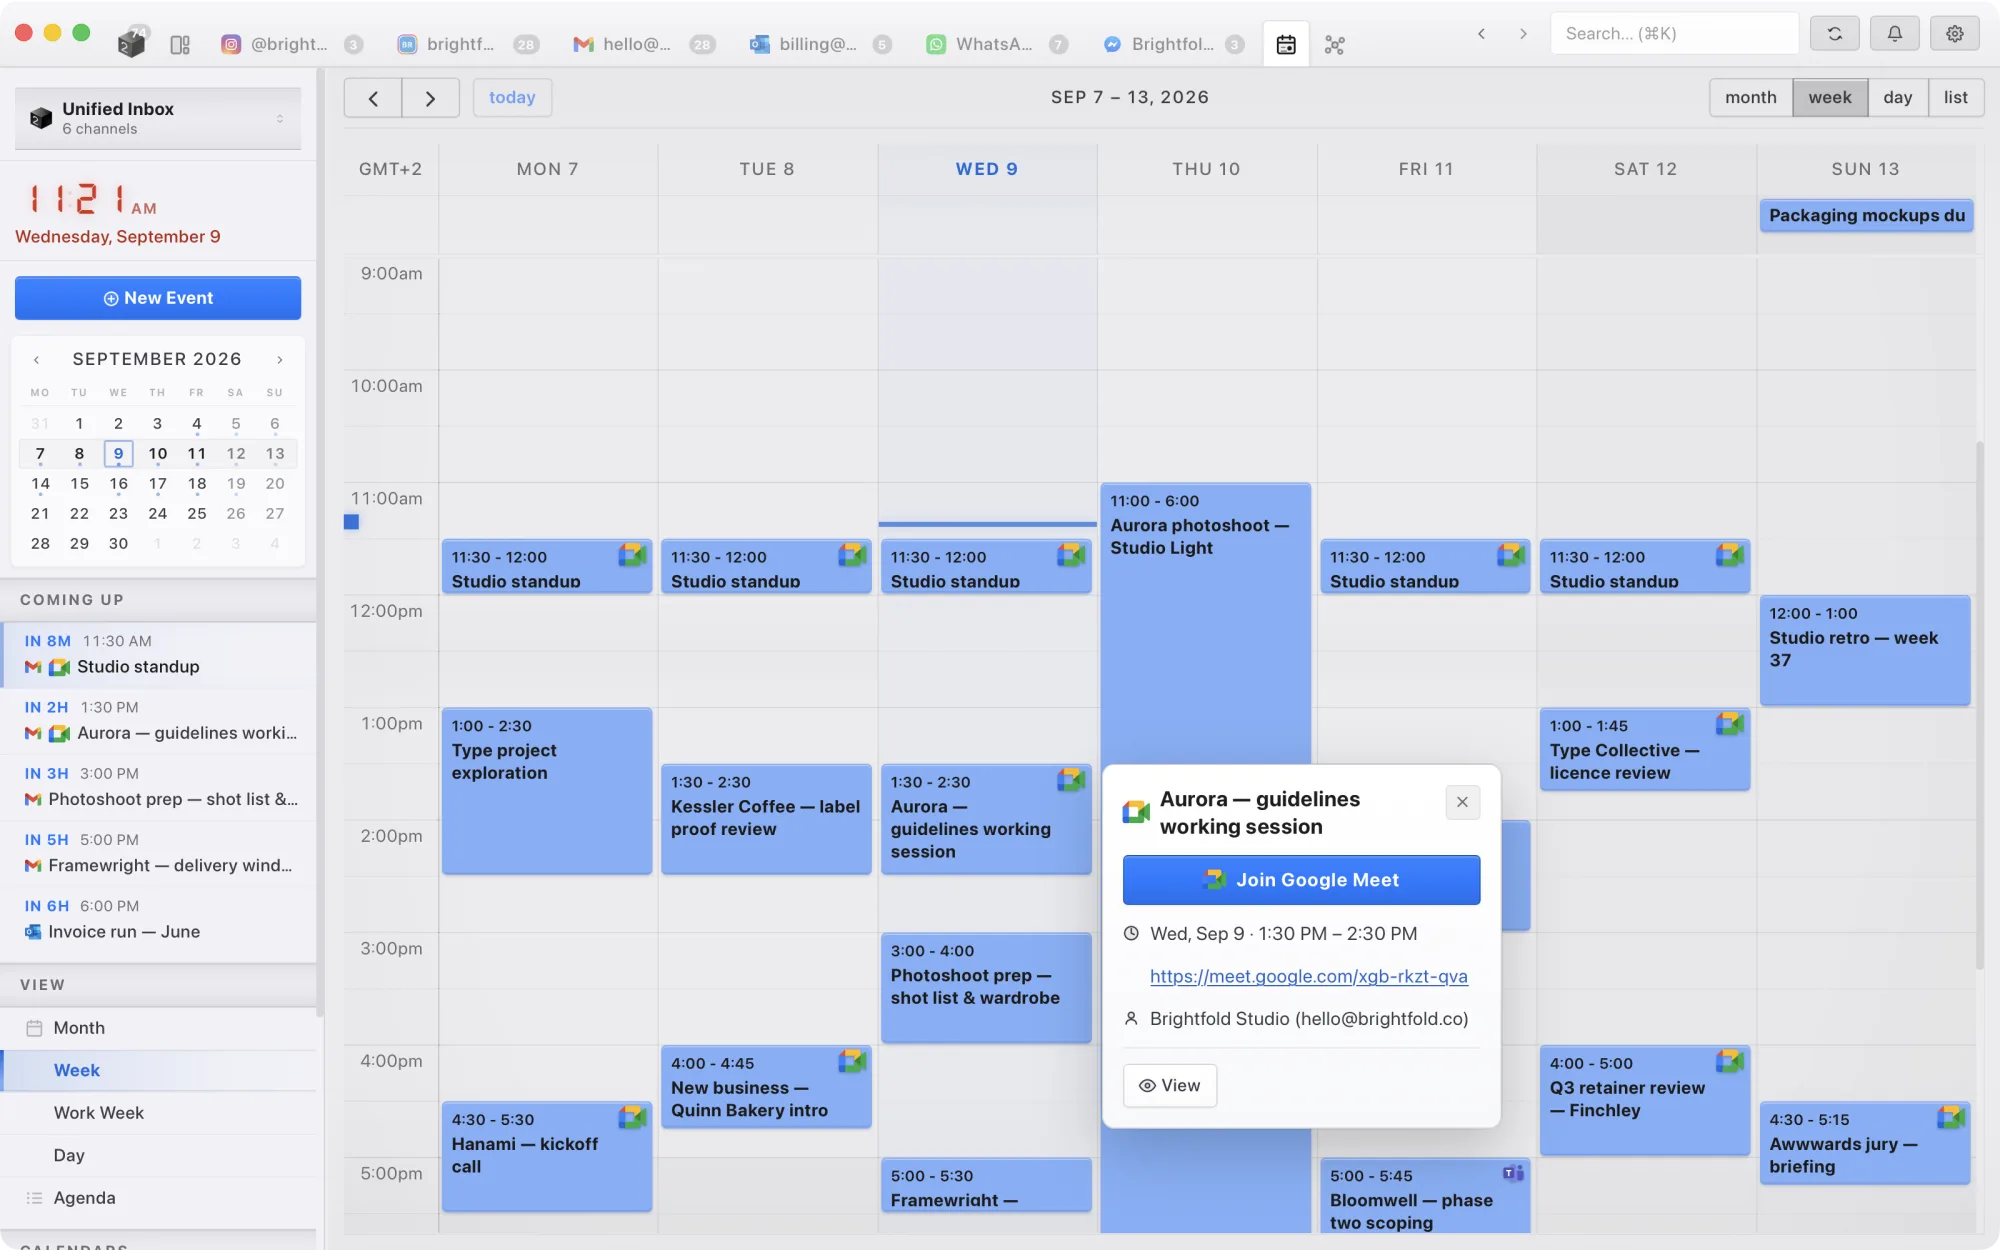 74
@bright... 3
brightf... 28
hello@... 28
billing@... 5
WhatsA... 7
Brightfol... 3
Search... (⌘K)
Unified Inbox
6 channels
11:21 AM
Wednesday, September 9
New Event
SEPTEMBER 2026
MO TU WE TH FR SA SU
31 1 2 3 4 5 6
7 8 9 10 11 12 13
14 15 16 17 18 19 20
21 22 23 24 25 26 27
28 29 30 1 2 3 4
COMING UP
IN 8M 11:30 AM
Studio standup
IN 2H 1:30 PM
Aurora — guidelines worki...
IN 3H 3:00 PM
Photoshoot prep — shot list &...
IN 5H 5:00 PM
Framewright — delivery wind...
IN 6H 6:00 PM
Invoice run — June
VIEW
Month
Week
Work Week
Day
Agenda
CALENDARS
today
SEP 7 – 13, 2026
month week day list
GMT+2
MON 7
TUE 8
WED 9
THU 10
FRI 11
SAT 12
SUN 13
Packaging mockups du
9:00am
10:00am
11:00am
12:00pm
1:00pm
2:00pm
3:00pm
4:00pm
5:00pm
11:30 - 12:00
Studio standup
1:00 - 2:30
Type project
exploration
4:30 - 5:30
Hanami — kickoff
call
11:30 - 12:00
Studio standup
1:30 - 2:30
Kessler Coffee — label
proof review
4:00 - 4:45
New business —
Quinn Bakery intro
11:30 - 12:00
Studio standup
1:30 - 2:30
Aurora —
guidelines working
session
3:00 - 4:00
Photoshoot prep —
shot list & wardrobe
5:00 - 5:30
Framewright —
11:00 - 6:00
Aurora photoshoot —
Studio Light
11:30 - 12:00
Studio standup
5:00 - 5:45
Bloomwell — phase
two scoping
11:30 - 12:00
Studio standup
1:00 - 1:45
Type Collective —
licence review
4:00 - 5:00
Q3 retainer review
— Finchley
12:00 - 1:00
Studio retro — week
37
4:30 - 5:15
Awwwards jury —
briefing
Aurora — guidelines
working session
Join Google Meet
Wed, Sep 9 · 1:30 PM – 2:30 PM
https://meet.google.com/xgb-rkzt-qva
Brightfold Studio (hello@brightfold.co)
View